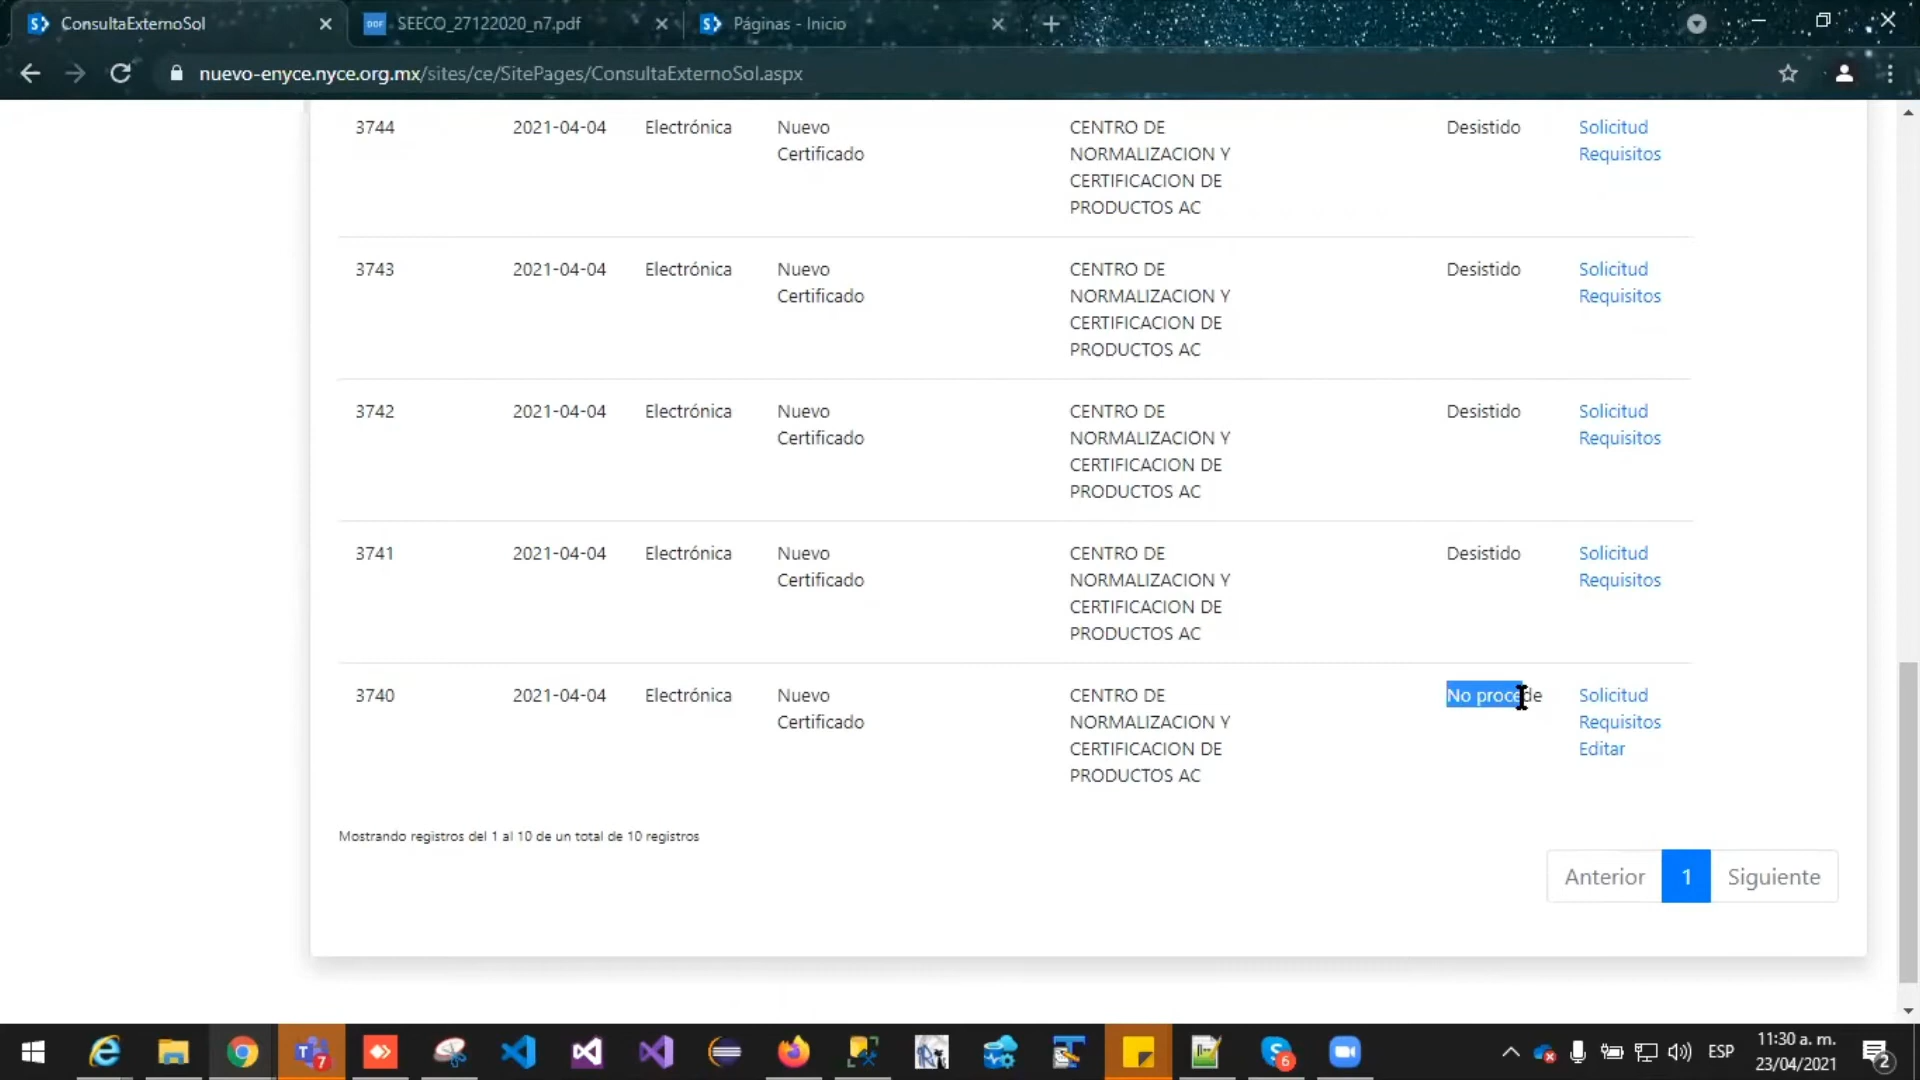 ConsultaExternoSol
SEECO_27122020_n7.pdf
Páginas - Inicio
nuevo-enyce.nyce.org.mx/sites/ce/SitePages/ConsultaExternoSol.aspx
3744 2021-04-04 Electrónica Nuevo Certificado CENTRO DE NORMALIZACION Y CERTIFICACION DE PRODUCTOS AC Desistido Solicitud Requisitos
3743 2021-04-04 Electrónica Nuevo Certificado CENTRO DE NORMALIZACION Y CERTIFICACION DE PRODUCTOS AC Desistido Solicitud Requisitos
3742 2021-04-04 Electrónica Nuevo Certificado CENTRO DE NORMALIZACION Y CERTIFICACION DE PRODUCTOS AC Desistido Solicitud Requisitos
3741 2021-04-04 Electrónica Nuevo Certificado CENTRO DE NORMALIZACION Y CERTIFICACION DE PRODUCTOS AC Desistido Solicitud Requisitos
3740 2021-04-04 Electrónica Nuevo Certificado CENTRO DE NORMALIZACION Y CERTIFICACION DE PRODUCTOS AC No procede Solicitud Requisitos Editar
Mostrando registros del 1 al 10 de un total de 10 registros
Anterior 1 Siguiente
ESP
11:30 a. m.
23/04/2021